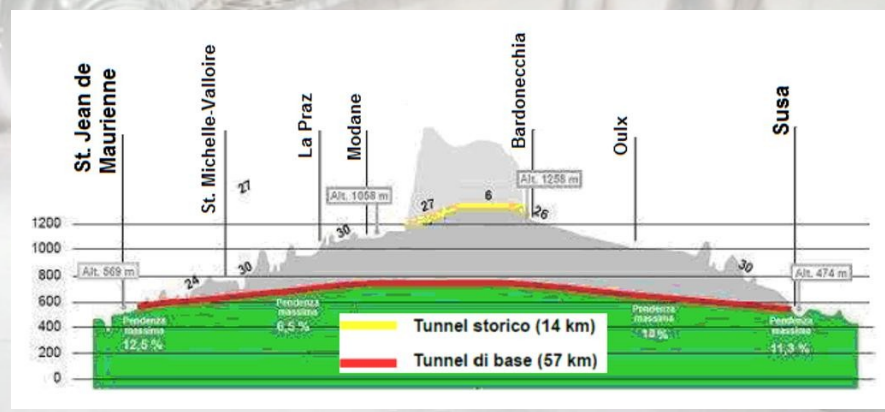 St. Jean de
Maurienne
St. Michelle-Valloire
La Praz
Modane
Bardonecchia
Oulx
Susa
27
Alt. 1058 m
Alt. 1258 m
27
6
26
30
30
24
30
Alt. 569 m
Alt. 474 m
1200
1000
800
600
400
200
0
Pendenza
massima
12,5 %
Pendenza
massima
6,5 %
Pendenza
massima
Pendenza
massima
11,3 %
Tunnel storico (14 km)
Tunnel di base (57 km)